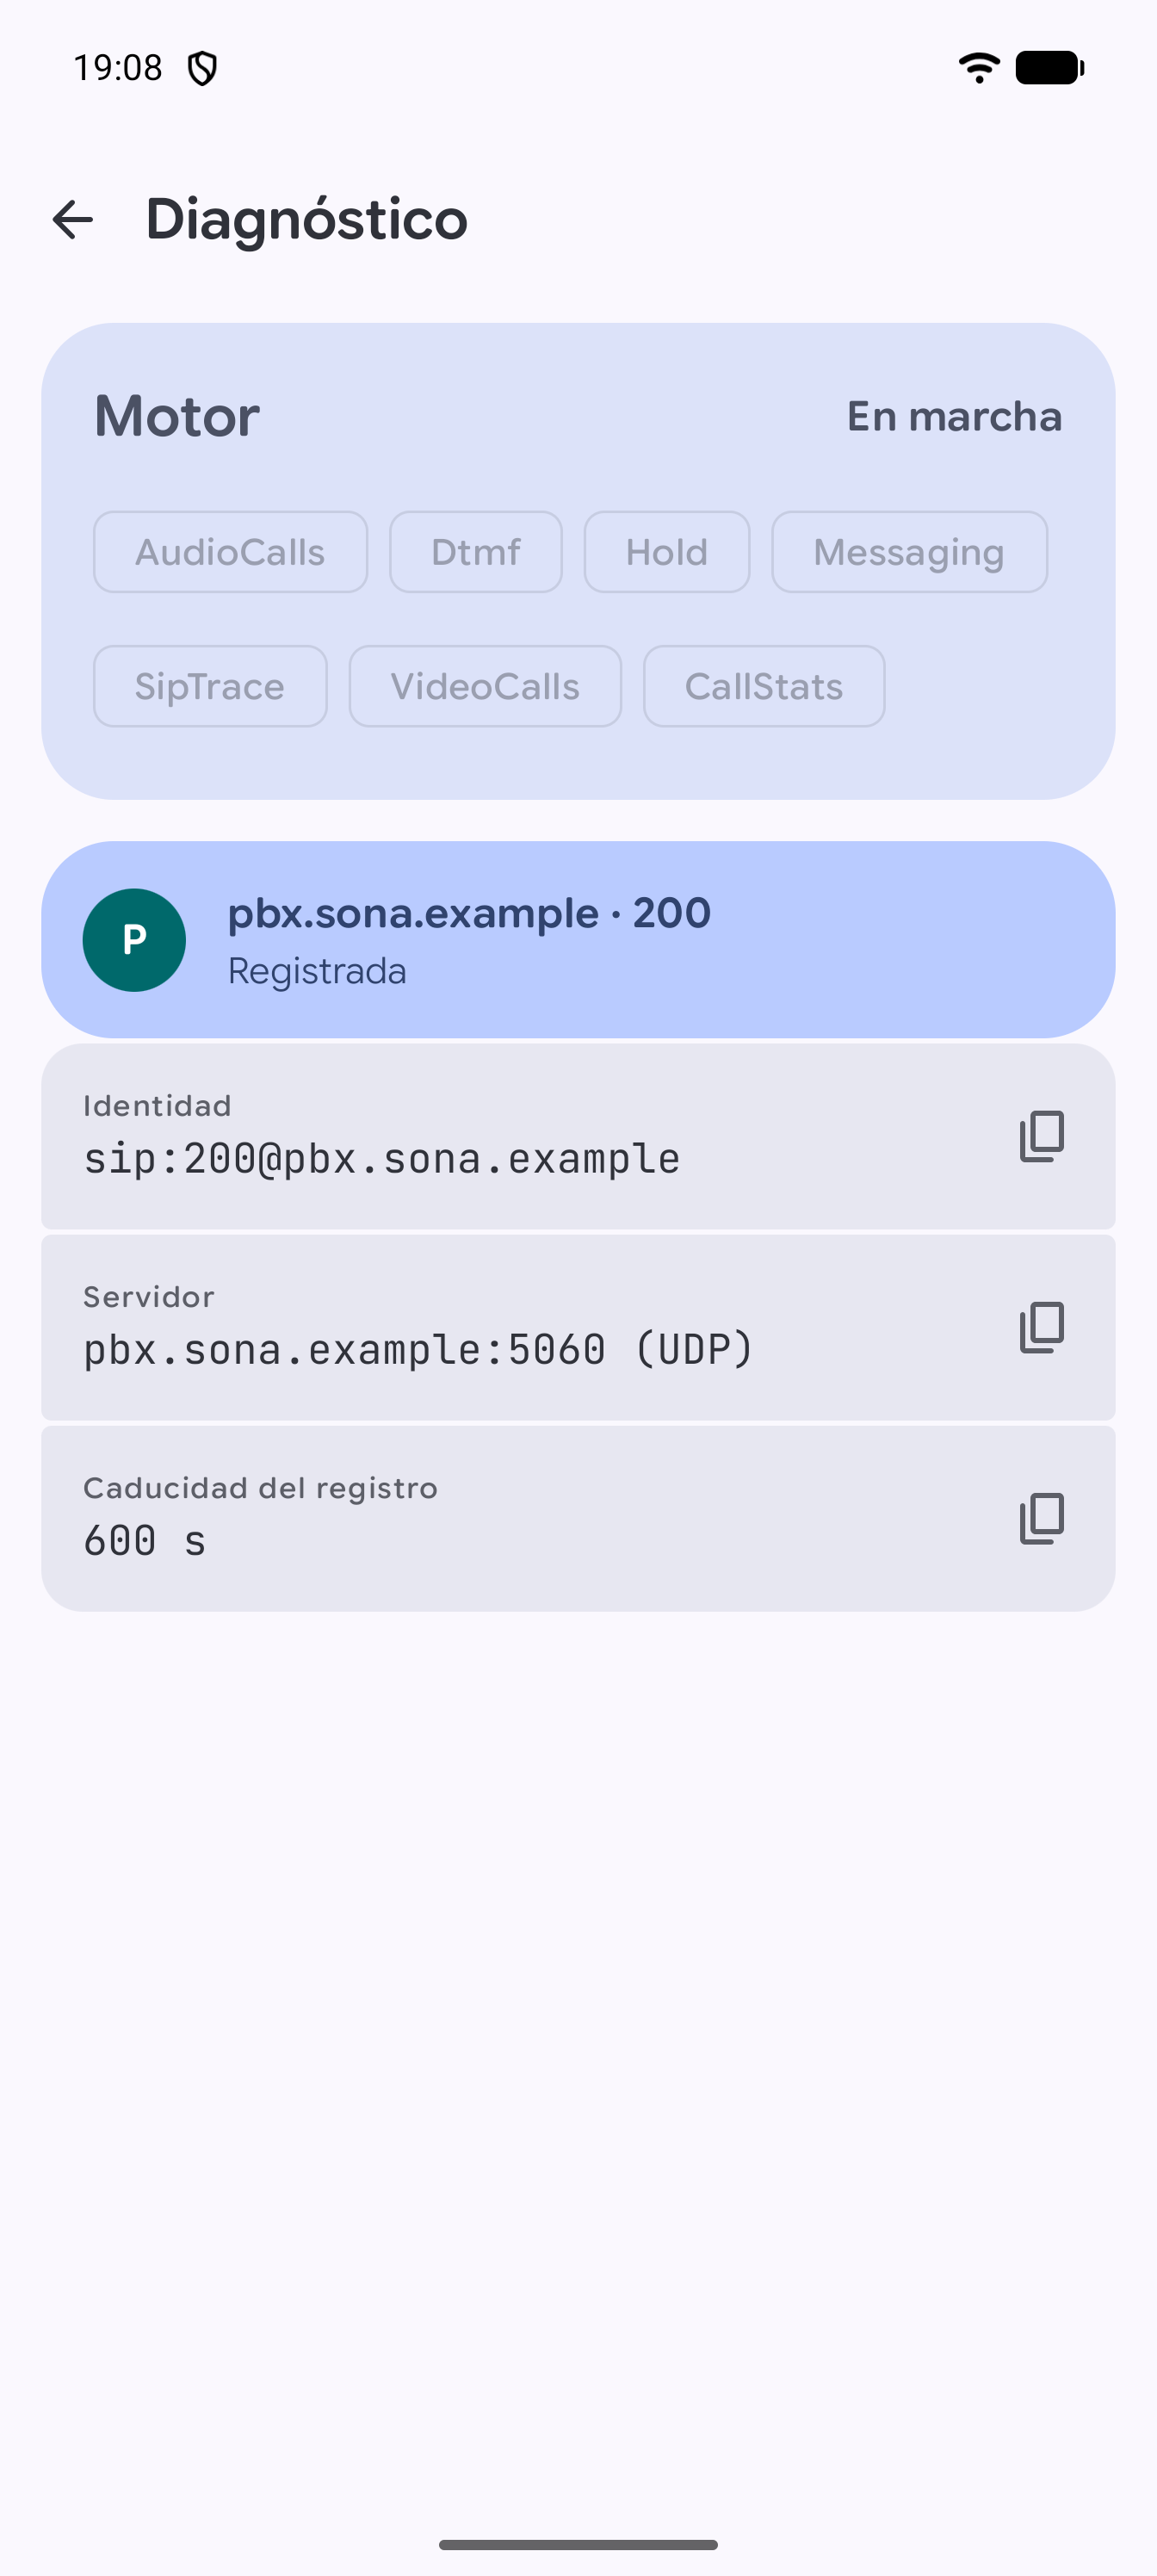 19:08
Diagnóstico
Motor
En marcha
AudioCalls Dtmf Hold Messaging
SipTrace VideoCalls CallStats
P
pbx.sona.example · 200
Registrada
Identidad
sip:200@pbx.sona.example
Servidor
pbx.sona.example:5060 (UDP)
Caducidad del registro
600 s